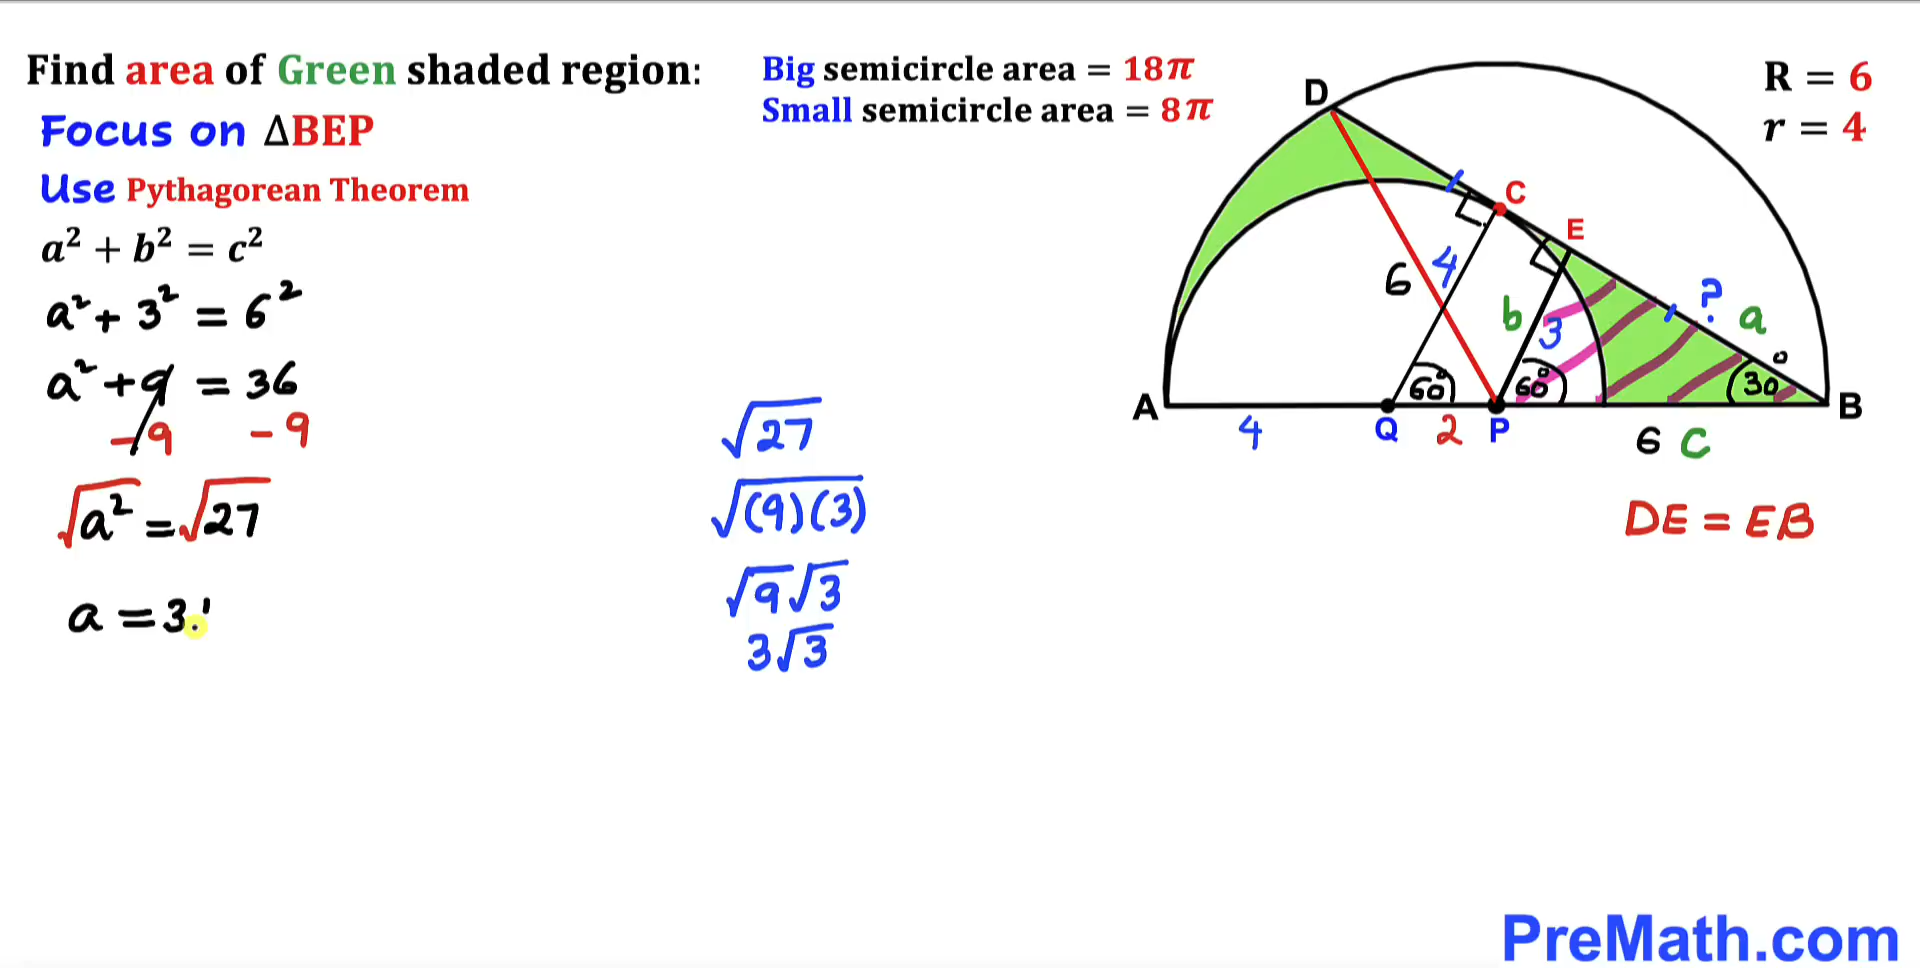 Find area of Green shaded region:
Focus on ΔBEP
Use Pythagorean Theorem
a² + b² = c²
a² + 3² = 6²
a² + 9 = 36
-9 -9
√a² = √27
a = 3.
Big semicircle area = 18π
Small semicircle area = 8π
√27
√(9)(3)
√9√3
3√3
R = 6
r = 4
D
C
E
6
4
b
3
?
a
60°
60°
30°
A
B
4
Q
2
P
6 C
DE = EB
PreMath.com